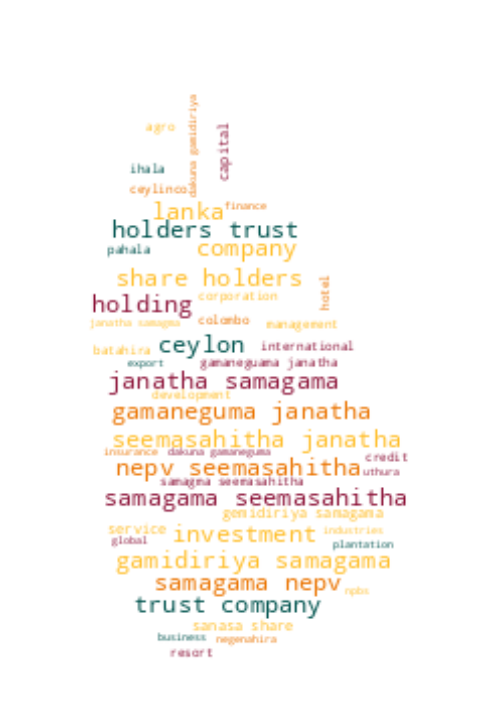 agro
dakuna gamidiriya
capital
ihala
ceylinco
lanka
finance
holders trust
pahala
company
share holders
hotel
holding
corporation
janatha samagma
colombo
management
ceylon
international
batahira
export
gamaneguama janatha
janatha samagama
development
gamaneguma janatha
seemasahitha janatha
insurance
dakuna gamaneguma
credit
nepv seemasahitha
uthura
samagma seemasahitha
samagama seemasahitha
gemidiriya samagama
service
investment
industries
global
plantation
gamidiriya samagama
samagama nepv
npbs
trust company
sanasa share
business
negenahira
resort